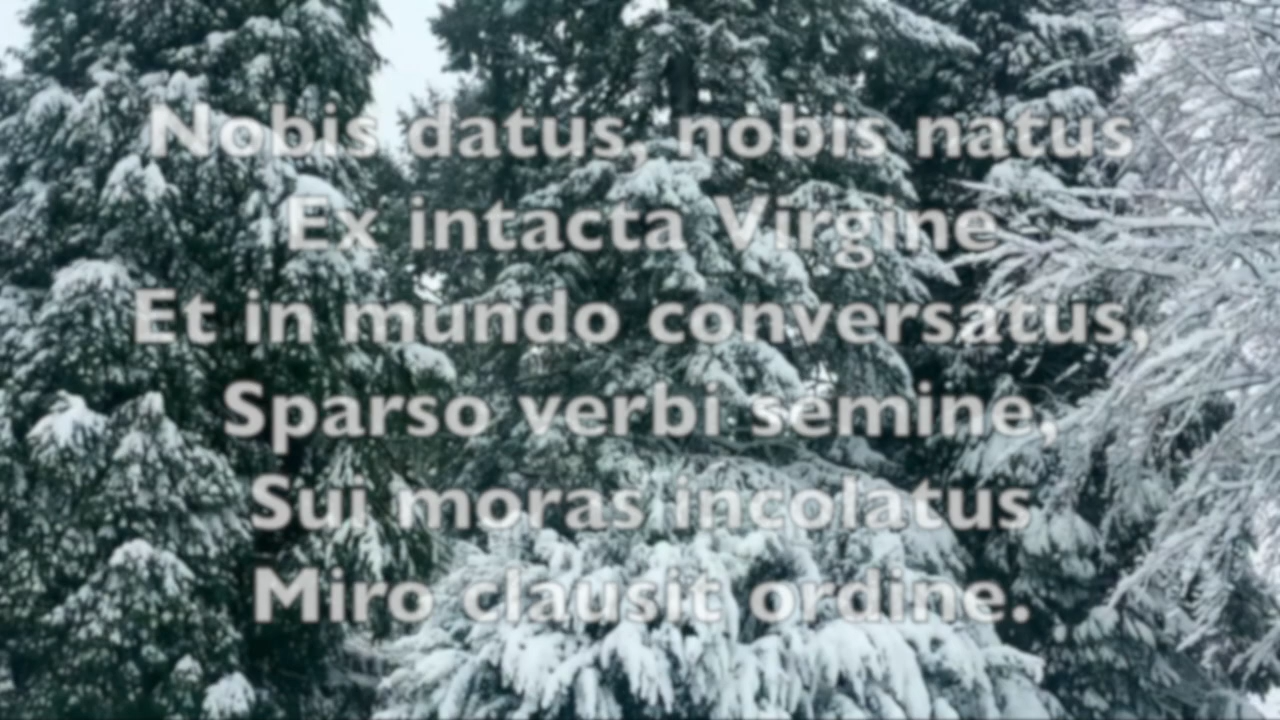 Nobis datus, nobis natus
Ex intacta Virgine
Et in mundo conversatus,
Sparso verbi semine,
Sui moras incolatus
Miro clausit ordine.